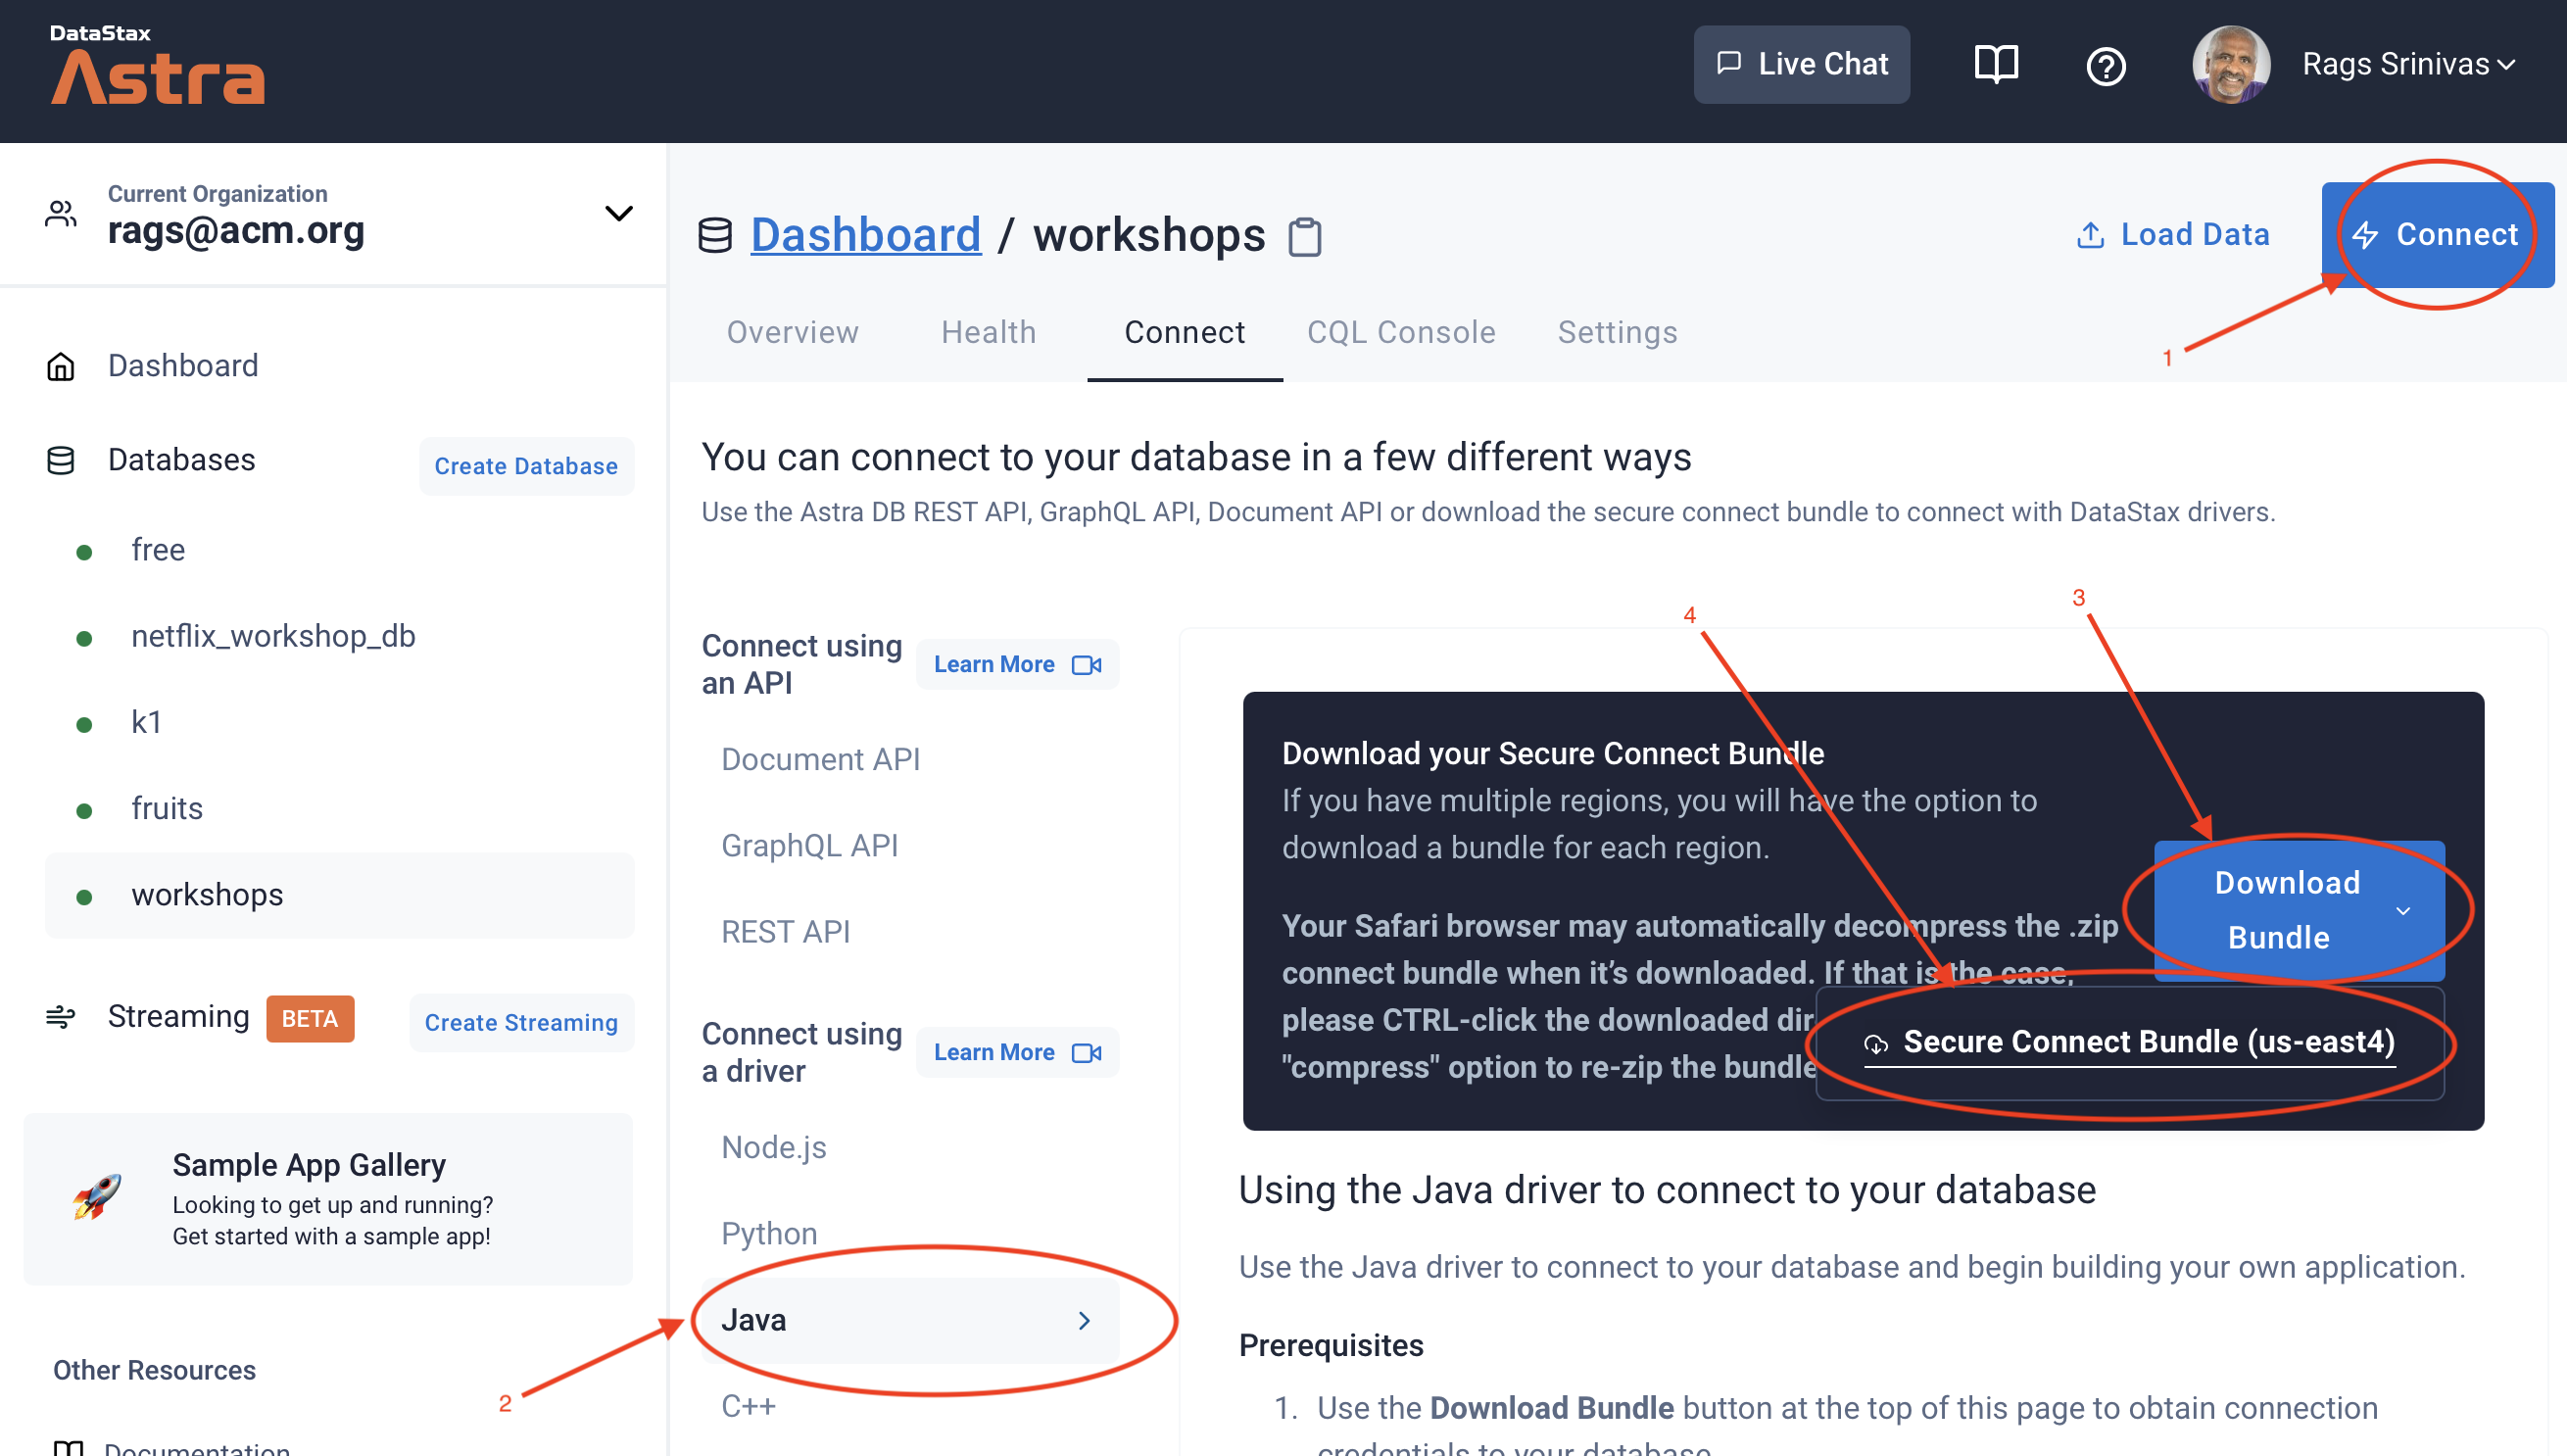 DataStax
Astra
Live Chat
Rags Srinivas
Current Organization
rags@acm.org
Dashboard
Databases
Create Database
free
netflix_workshop_db
k1
fruits
workshops
Streaming
BETA
Create Streaming
Sample App Gallery
Looking to get up and running?
Get started with a sample app!
Other Resources
Documentation
Dashboard / workshops
Load Data
Connect
1
Overview
Health
Connect
CQL Console
Settings
You can connect to your database in a few different ways
Use the Astra DB REST API, GraphQL API, Document API or download the secure connect bundle to connect with DataStax drivers.
Connect using
an API
Learn More
Document API
GraphQL API
REST API
Connect using
a driver
Learn More
Node.js
Python
Java
2
C++
4
3
Download your Secure Connect Bundle
If you have multiple regions, you will have the option to
download a bundle for each region.
Your Safari browser may automatically decompress the .zip
connect bundle when it’s downloaded. If that is the case,
please CTRL-click the downloaded dir
"compress" option to re-zip the bundle
Download
Bundle
Secure Connect Bundle (us-east4)
Using the Java driver to connect to your database
Use the Java driver to connect to your database and begin building your own application.
Prerequisites
1. Use the Download Bundle button at the top of this page to obtain connection
credentials to your database